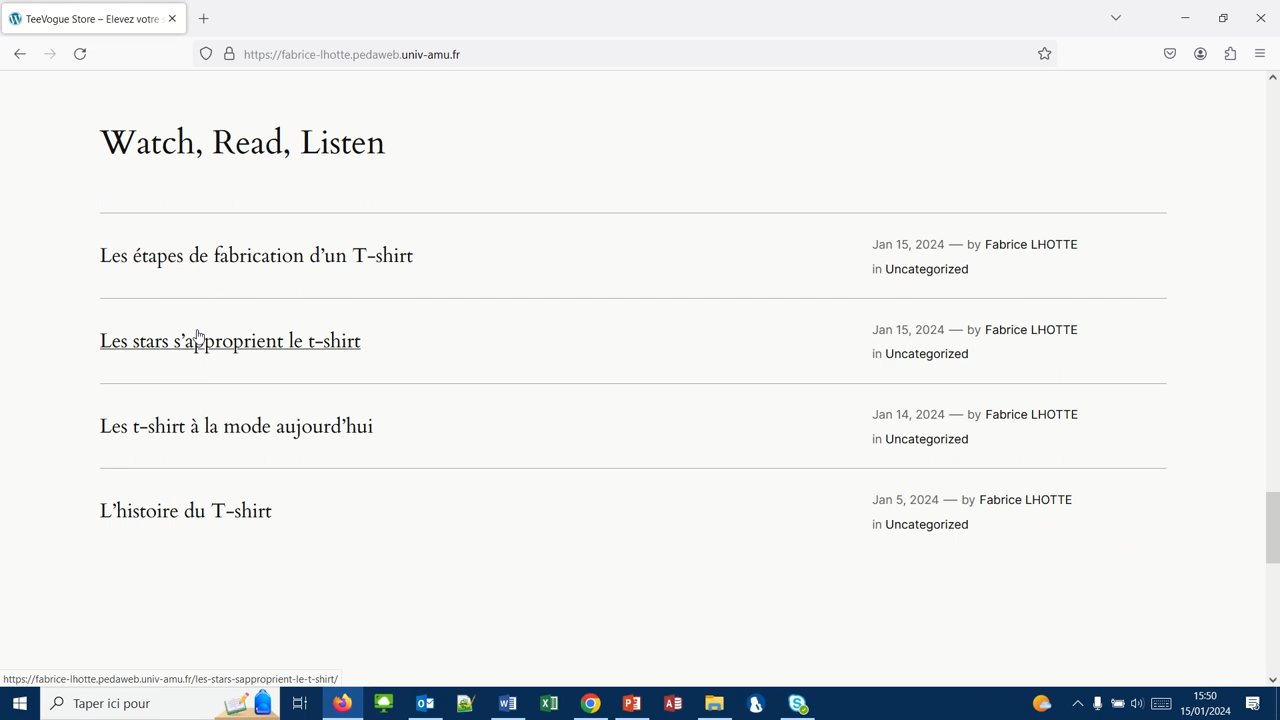 TeeVogue Store – Elevez votre
https://fabrice-lhotte.pedaweb.univ-amu.fr
Watch, Read, Listen
Les étapes de fabrication d’un T-shirt
Jan 15, 2024 — by Fabrice LHOTTE
in Uncategorized
Les stars s’approprient le t-shirt
Jan 15, 2024 — by Fabrice LHOTTE
in Uncategorized
Les t-shirt à la mode aujourd’hui
Jan 14, 2024 — by Fabrice LHOTTE
in Uncategorized
L’histoire du T-shirt
Jan 5, 2024 — by Fabrice LHOTTE
in Uncategorized
https://fabrice-lhotte.pedaweb.univ-amu.fr/les-stars-sapproprient-le-t-shirt/
Taper ici pour
15:50
15/01/2024